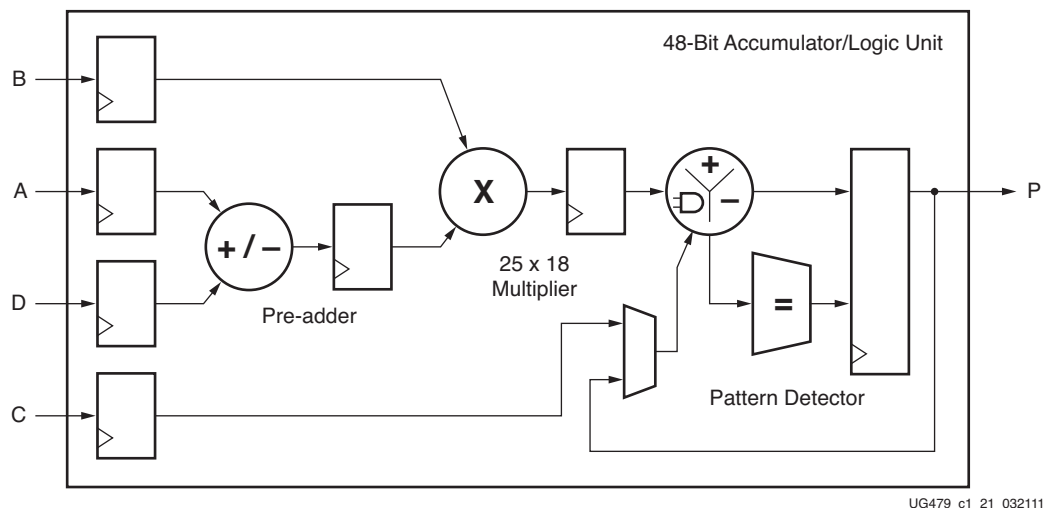 48-Bit Accumulator/Logic Unit
B
A
D
C
+ / −
Pre-adder
X
25 x 18
Multiplier
+
−
=
Pattern Detector
P
UG479_c1_21_032111